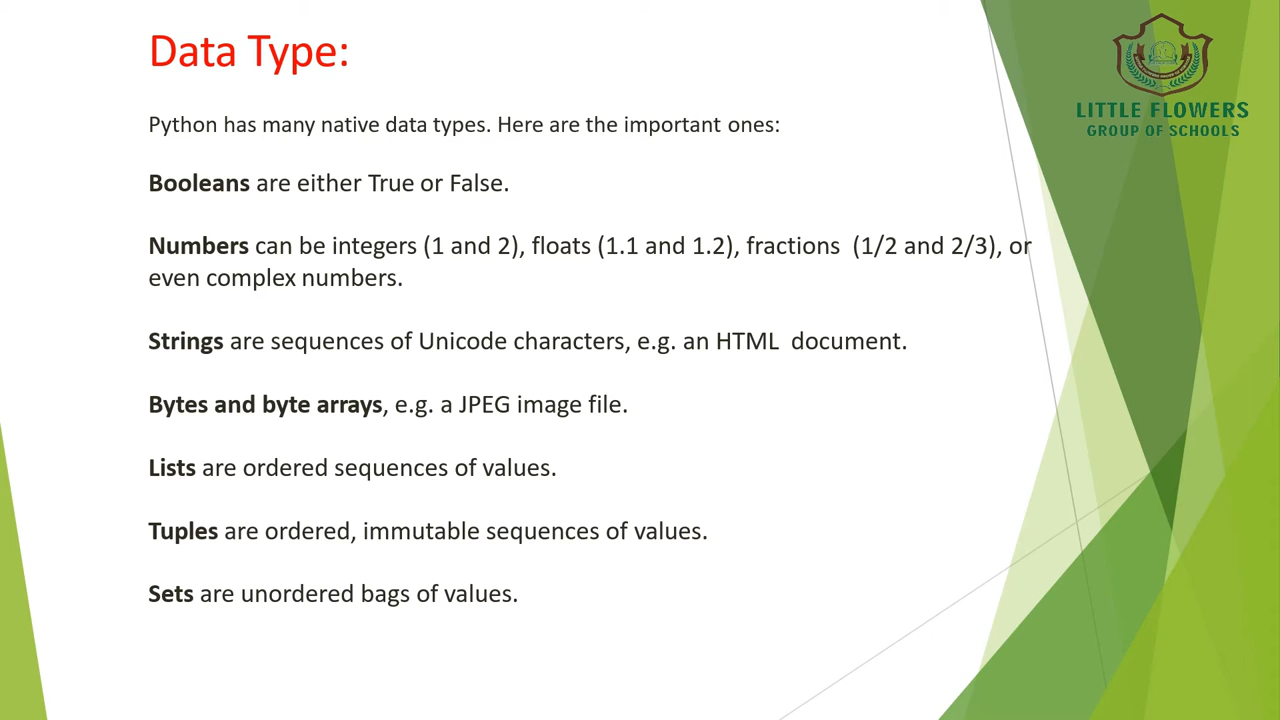 Data Type:
LITTLE FLOWERS
GROUP OF SCHOOLS
Python has many native data types. Here are the important ones:
Booleans are either True or False.
Numbers can be integers (1 and 2), floats (1.1 and 1.2), fractions  (1/2 and 2/3), or
even complex numbers.
Strings are sequences of Unicode characters, e.g. an HTML  document.
Bytes and byte arrays, e.g. a JPEG image file.
Lists are ordered sequences of values.
Tuples are ordered, immutable sequences of values.
Sets are unordered bags of values.